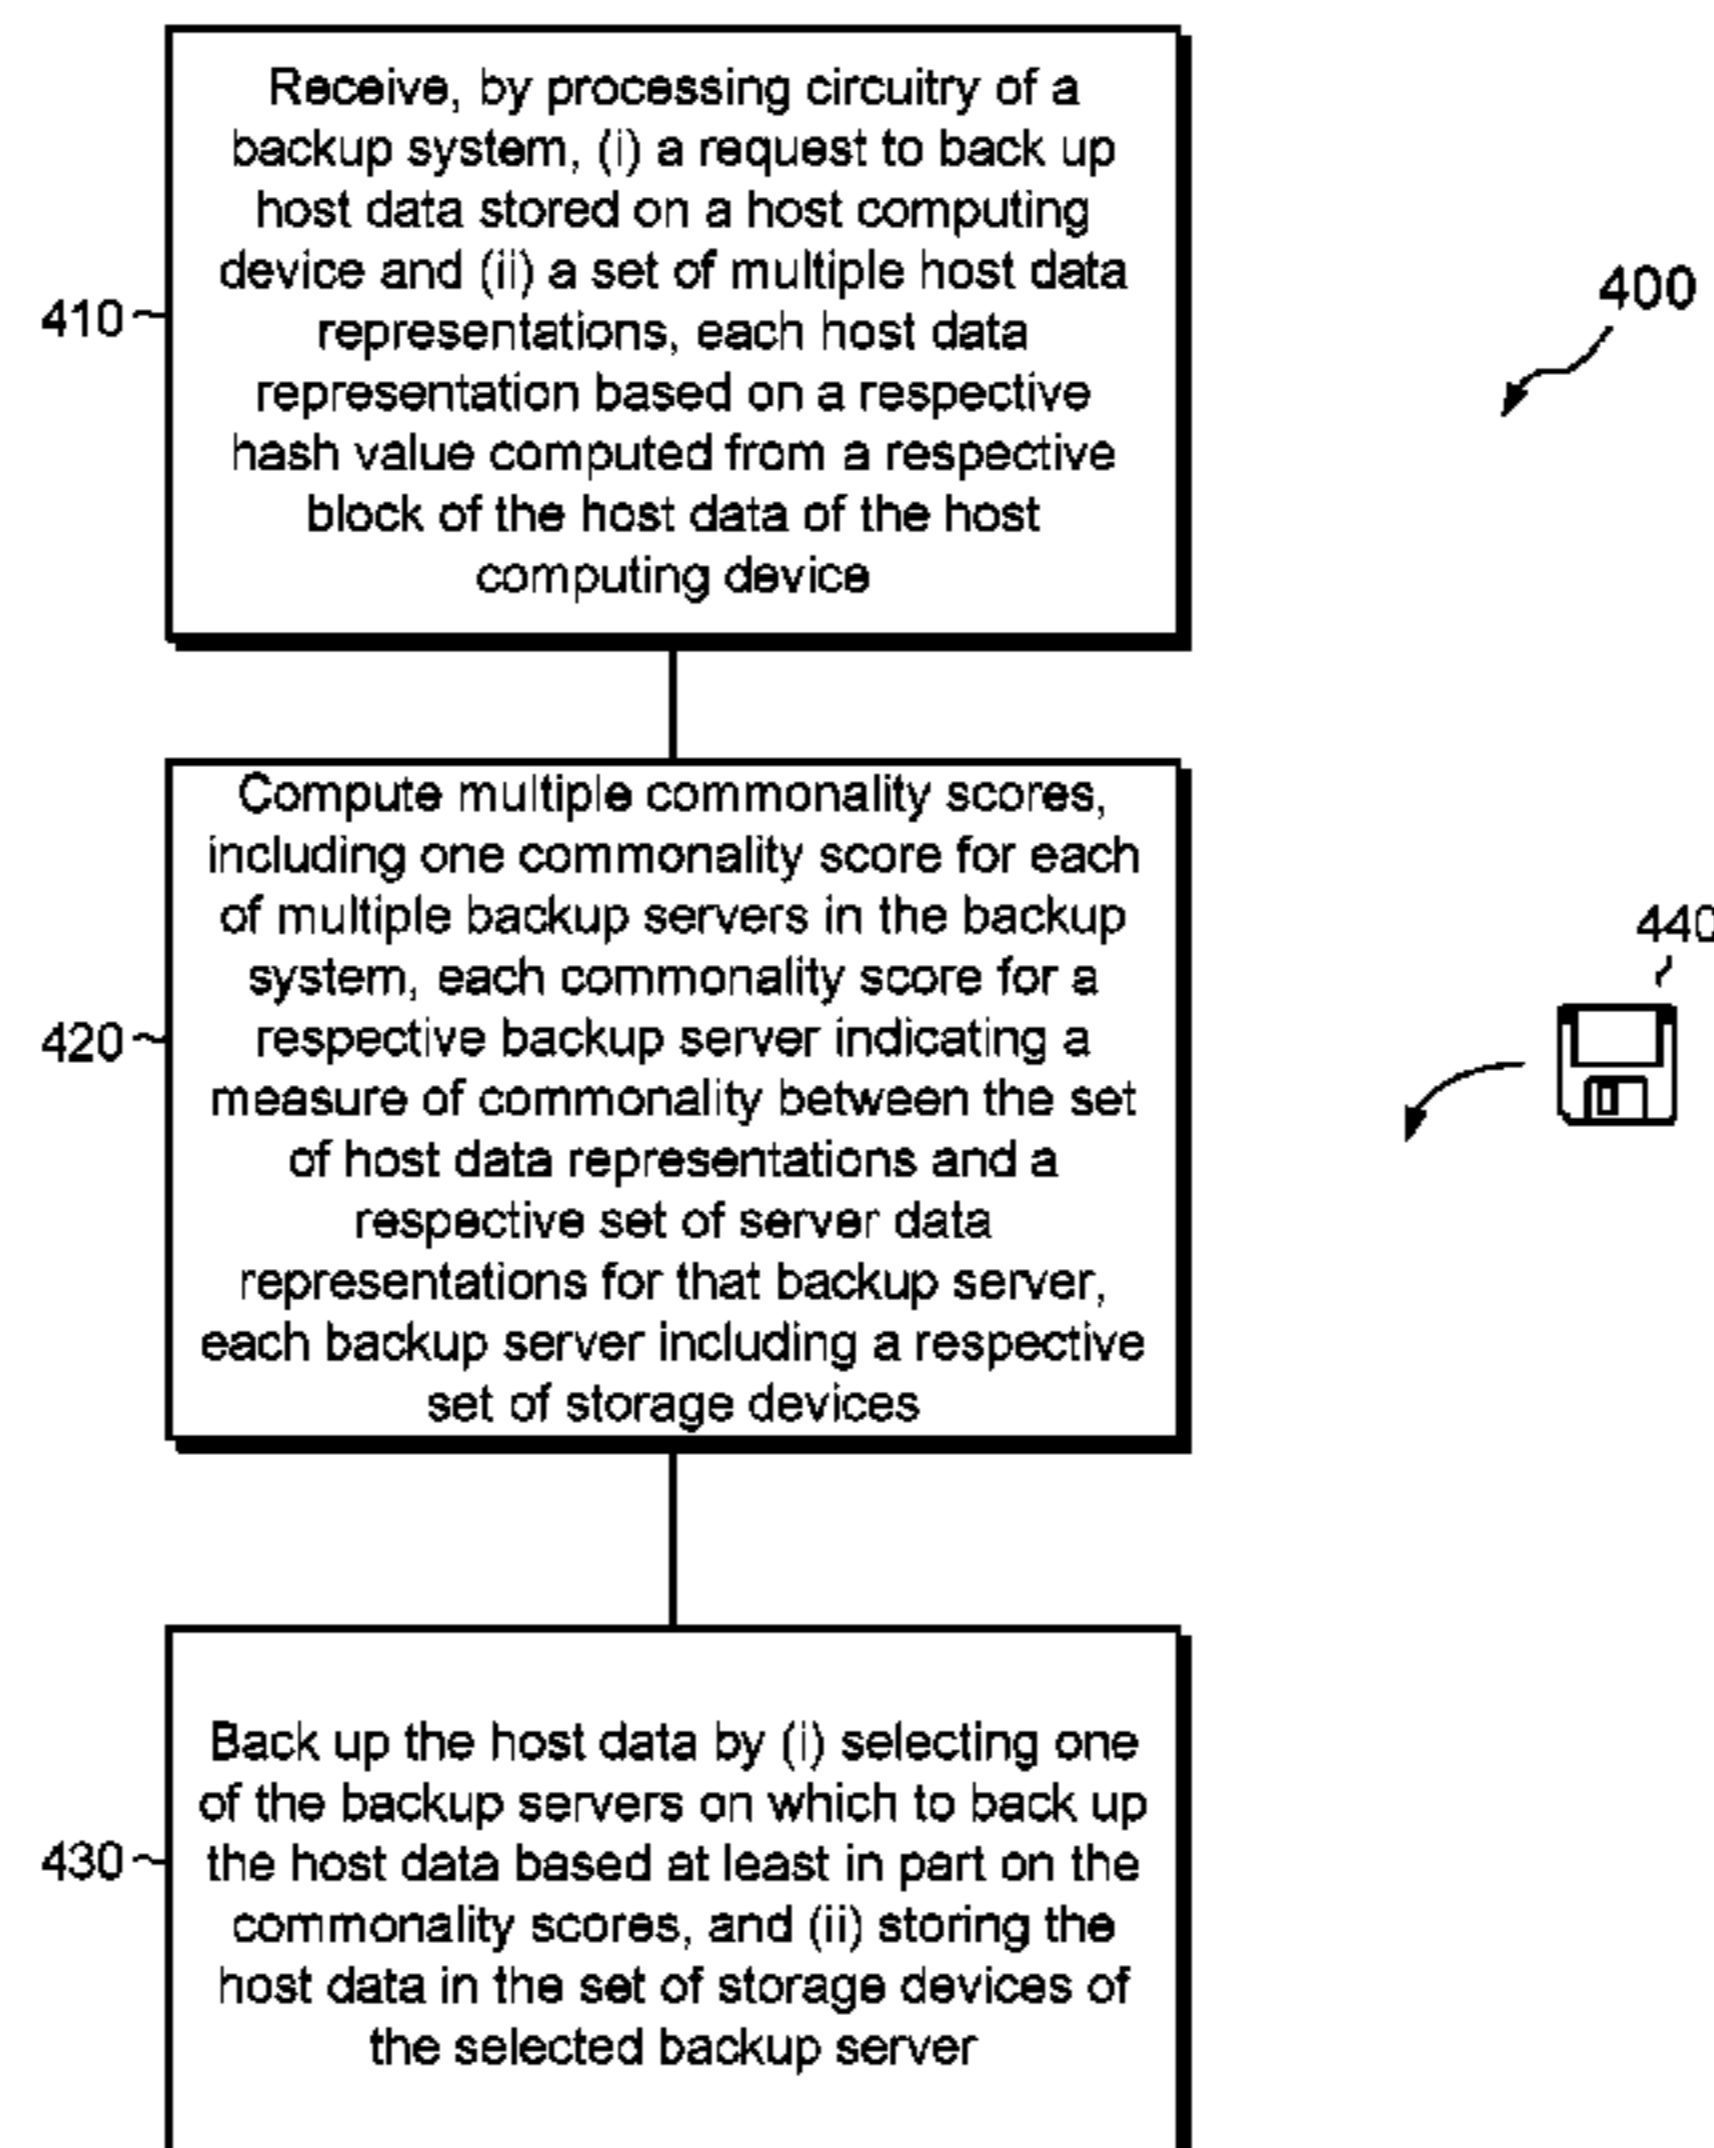 Receive, by processing circuitry of a
backup system, (i) a request to back up
host data stored on a host computing
device and (ii) a set of multiple host data
representations, each host data
representation based on a respective
hash value computed from a respective
block of the host data of the host
computing device
410
400
Compute multiple commonality scores,
including one commonality score for each
of multiple backup servers in the backup
system, each commonality score for a
respective backup server indicating a
measure of commonality between the set
of host data representations and a
respective set of server data
representations for that backup server,
each backup server including a respective
set of storage devices
420
440
Back up the host data by (i) selecting one
of the backup servers on which to back up
the host data based at least in part on the
commonality scores, and (ii) storing the
host data in the set of storage devices of
the selected backup server
430